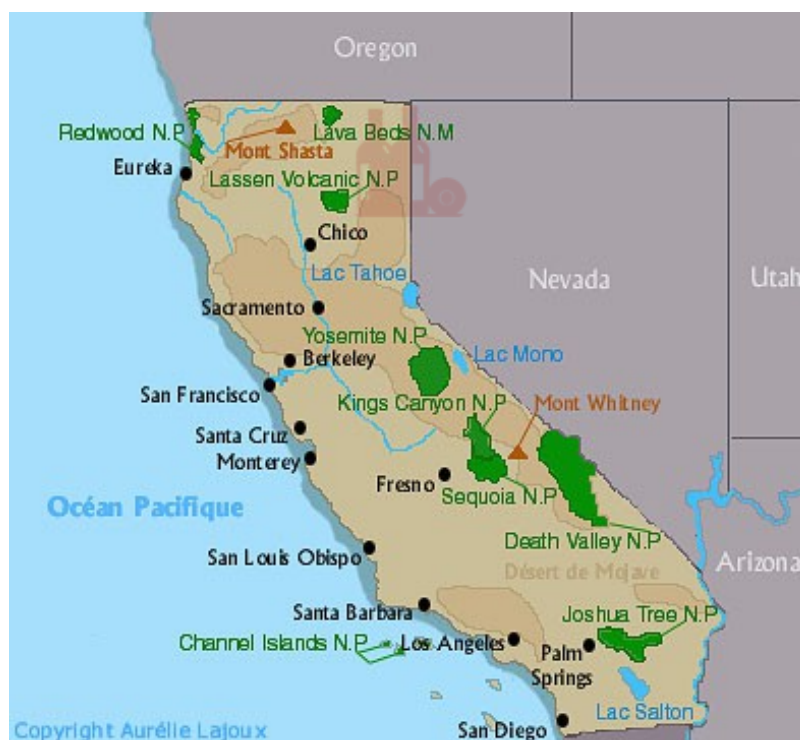 Oregon
Redwood N.P
Lava Beds N.M
Mont Shasta
Eureka
Lassen Volcanic N.P
Chico
Lac Tahoe
Nevada
Utah
Sacramento
Yosemite N.P
Berkeley
Lac Mono
San Francisco
Kings Canyon N.P
Mont Whitney
Santa Cruz
Monterey
Fresno
Sequoia N.P
Océan Pacifique
Death Valley N.P
San Louis Obispo
Arizona
Désert de Mojave
Santa Barbara
Joshua Tree N.P
Channel Islands N.P
Los Angeles
Palm
Springs
Lac Salton
San Diego
Copyright Aurélie Lajoux